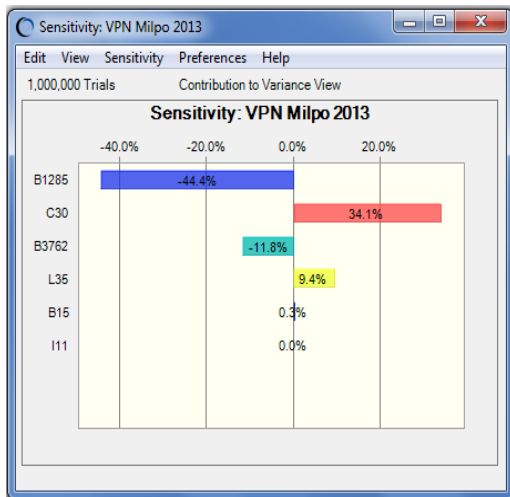 Sensitivity: VPN Milpo 2013
Edit View Sensitivity Preferences Help
1,000,000 Trials Contribution to Variance View
Sensitivity: VPN Milpo 2013
-40.0% -20.0% 0.0% 20.0%
B1285 -44.4%
C30 34.1%
B3762 -11.8%
L35 9.4%
B15 0.3%
I11 0.0%